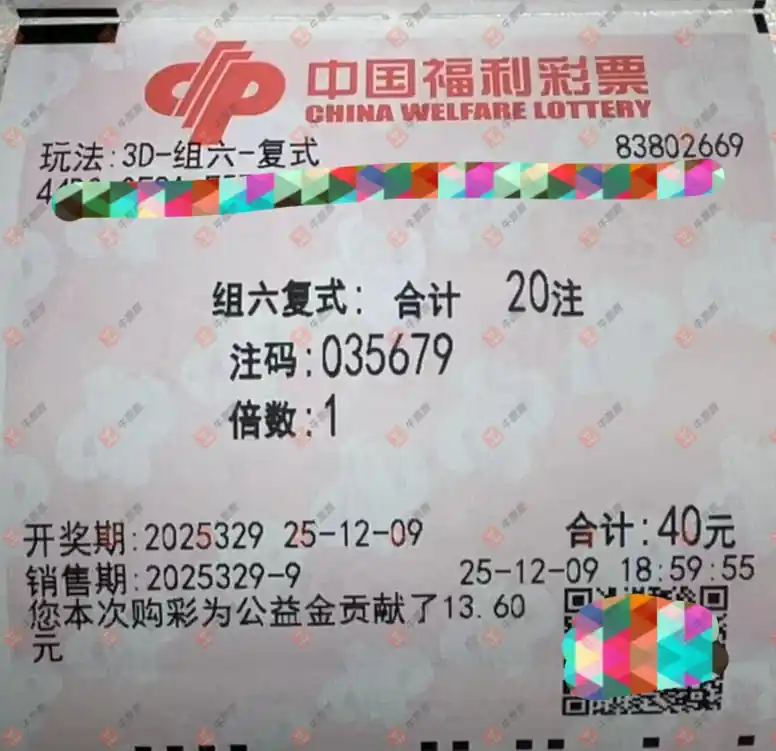 中国福利彩票
CHINA WELFARE LOTTERY
玩法:3D-组六-复式 83802669
组六复式: 合计 20注
注码:035679
倍数:1
开奖期:2025329 25-12-09 合计:40元
销售期:2025329-9 25-12-09 18:59:55
您本次购彩为公益金贡献了13.60
元